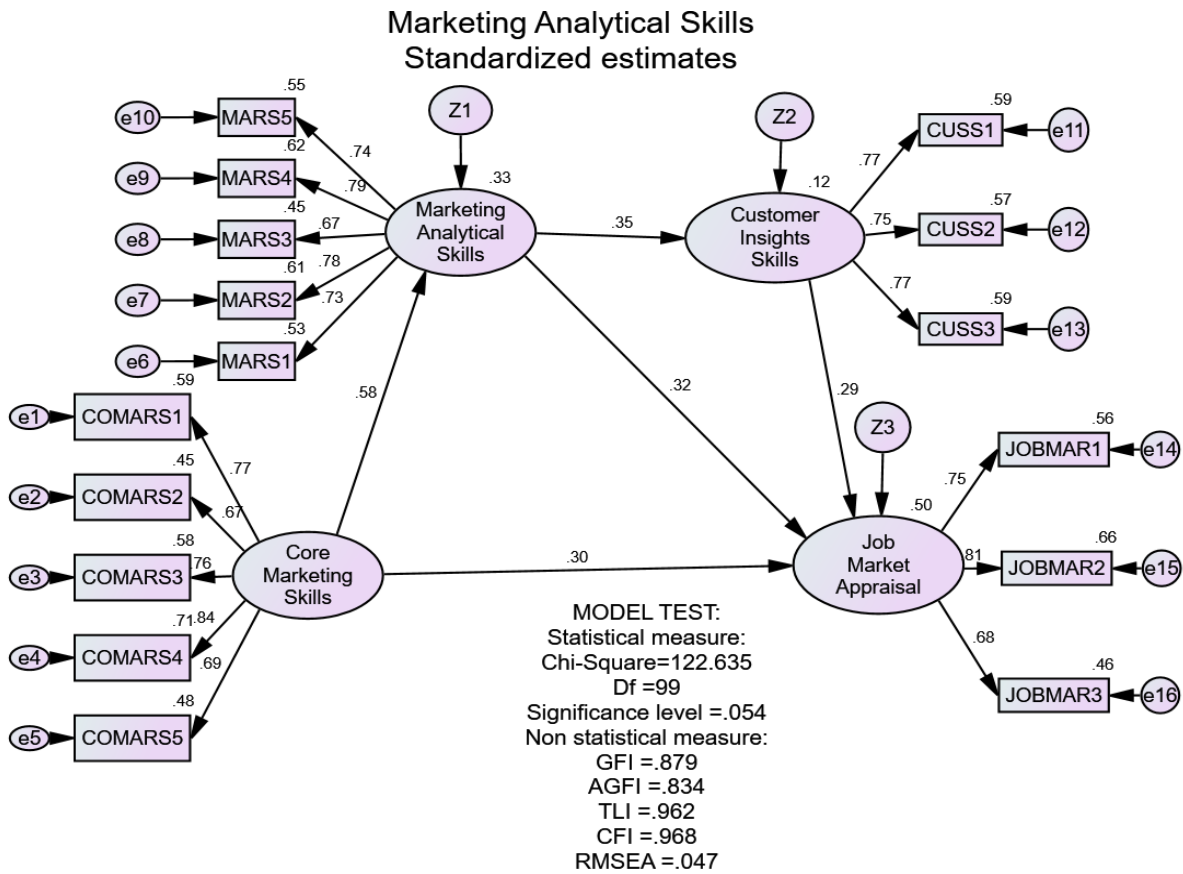 Marketing Analytical Skills
Standardized estimates
.55
e10
MARS5
.62
e9
MARS4
.45
e8
MARS3
.61
e7
MARS2
.53
e6
MARS1
.74
.79
.67
.78
.73
Z1
.33
Marketing
Analytical
Skills
.35
Z2
.12
Customer
Insights
Skills
.77
.75
.77
.59
CUSS1
e11
.57
CUSS2
e12
.59
CUSS3
e13
.59
e1
COMARS1
.45
e2
COMARS2
.58
e3
COMARS3
.71
e4
COMARS4
.48
e5
COMARS5
.77
.67
.76
.84
.69
Core
Marketing
Skills
.58
.32
.29
.30
Z3
.50
Job
Market
Appraisal
.75
.81
.68
.56
JOBMAR1
e14
.66
JOBMAR2
e15
.46
JOBMAR3
e16
MODEL TEST:
Statistical measure:
Chi-Square=122.635
Df =99
Significance level =.054
Non statistical measure:
GFI =.879
AGFI =.834
TLI =.962
CFI =.968
RMSEA =.047